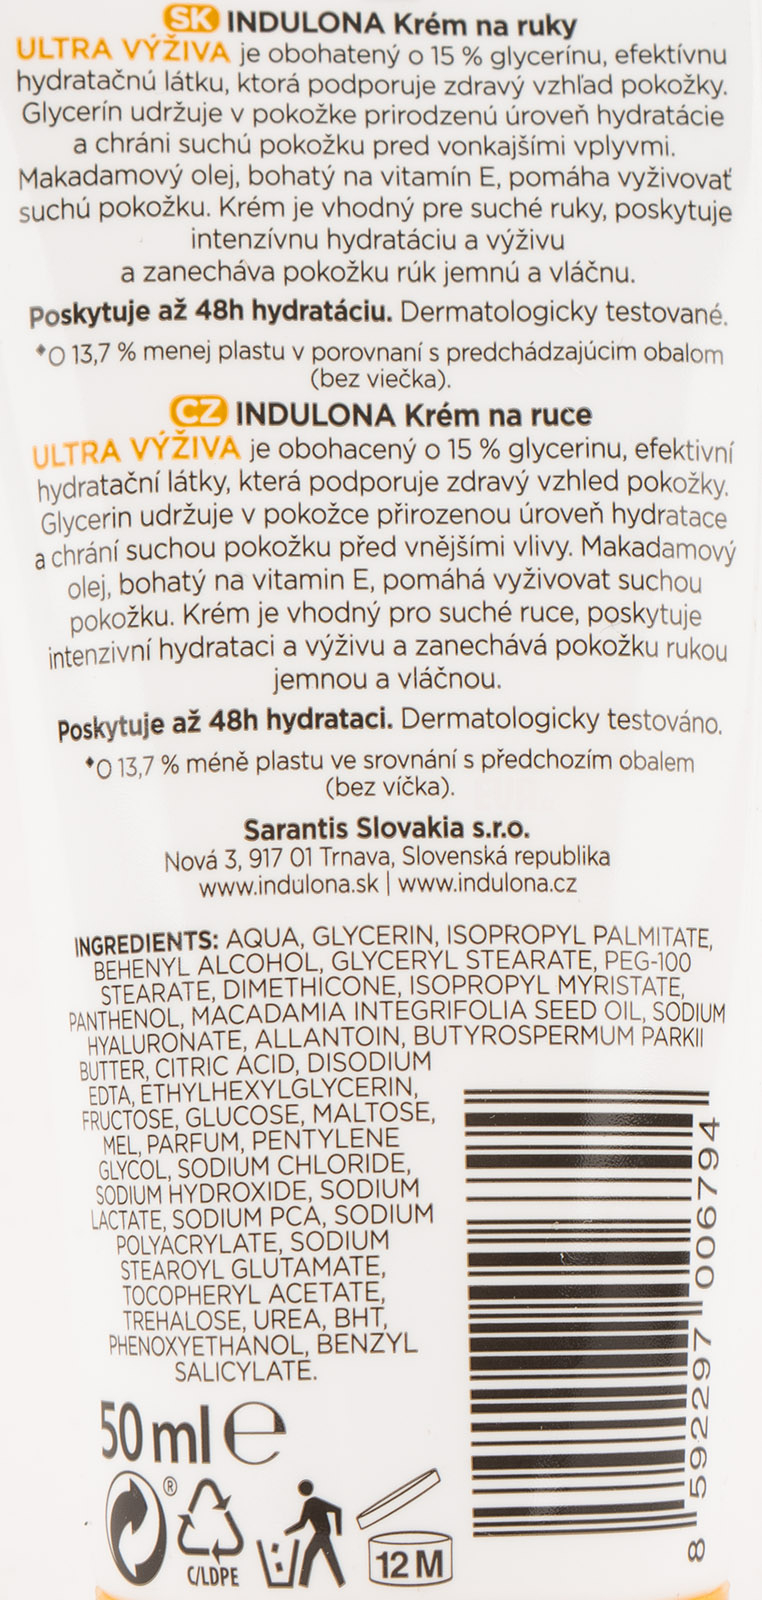 SK INDULONA Krém na ruky
ULTRA VÝŽIVA je obohatený o 15 % glycerínu, efektívnu
hydratačnú látku, ktorá podporuje zdravý vzhľad pokožky.
Glycerín udržuje v pokožke prirodzenú úroveň hydratácie
a chráni suchú pokožku pred vonkajšími vplyvmi.
Makadamový olej, bohatý na vitamín E, pomáha vyživovať
suchú pokožku. Krém je vhodný pre suché ruky, poskytuje
intenzívnu hydratáciu a výživu
a zanecháva pokožku rúk jemnú a vláčnu.
Poskytuje až 48h hydratáciu. Dermatologicky testované.
*O 13,7 % menej plastu v porovnaní s predchádzajúcim obalom
(bez viečka).
CZ INDULONA Krém na ruce
ULTRA VÝŽIVA je obohacený o 15 % glycerinu, efektivní
hydratační látky, která podporuje zdravý vzhled pokožky.
Glycerin udržuje v pokožce přirozenou úroveň hydratace
a chrání suchou pokožku před vnějšími vlivy. Makadamový
olej, bohatý na vitamin E, pomáhá vyživovat suchou
pokožku. Krém je vhodný pro suché ruce, poskytuje
intenzivní hydrataci a výživu a zanechává pokožku rukou
jemnou a vláčnou.
Poskytuje až 48h hydrataci. Dermatologicky testováno.
*O 13,7 % méně plastu ve srovnání s předchozím obalem
(bez víčka).
Sarantis Slovakia s.r.o.
Nová 3, 917 01 Trnava, Slovenská republika
www.indulona.sk | www.indulona.cz
INGREDIENTS: AQUA, GLYCERIN, ISOPROPYL PALMITATE,
BEHENYL ALCOHOL, GLYCERYL STEARATE, PEG-100
STEARATE, DIMETHICONE, ISOPROPYL MYRISTATE,
PANTHENOL, MACADAMIA INTEGRIFOLIA SEED OIL, SODIUM
HYALURONATE, ALLANTOIN, BUTYROSPERMUM PARKII
BUTTER, CITRIC ACID, DISODIUM
EDTA, ETHYLHEXYLGLYCERIN,
FRUCTOSE, GLUCOSE, MALTOSE,
MEL, PARFUM, PENTYLENE
GLYCOL, SODIUM CHLORIDE,
SODIUM HYDROXIDE, SODIUM
LACTATE, SODIUM PCA, SODIUM
POLYACRYLATE, SODIUM
STEAROYL GLUTAMATE,
TOCOPHERYL ACETATE,
TREHALOSE, UREA, BHT,
PHENOXYETHANOL, BENZYL
SALICYLATE.
50 ml e
®
C/LDPE
12 M
8 592297 006794